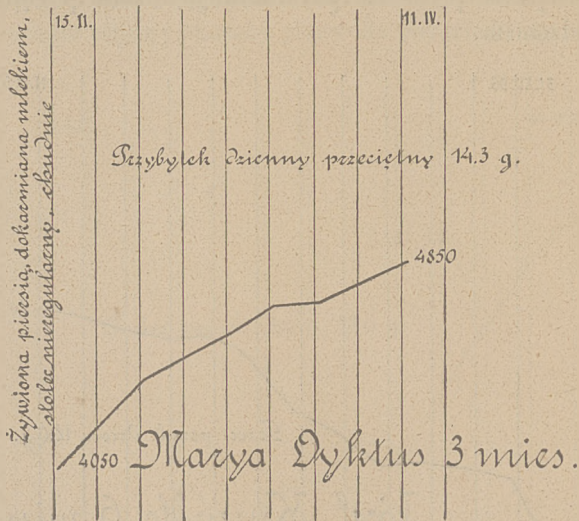 Żywiona piersią, dokarmiana mlekiem,
stolec nieregularny, chudnie
15. II.
11. IV.
Przybytek dzienny przeciętny 14.3 g.
4850
4050
Marya Dyktus 3 mies.